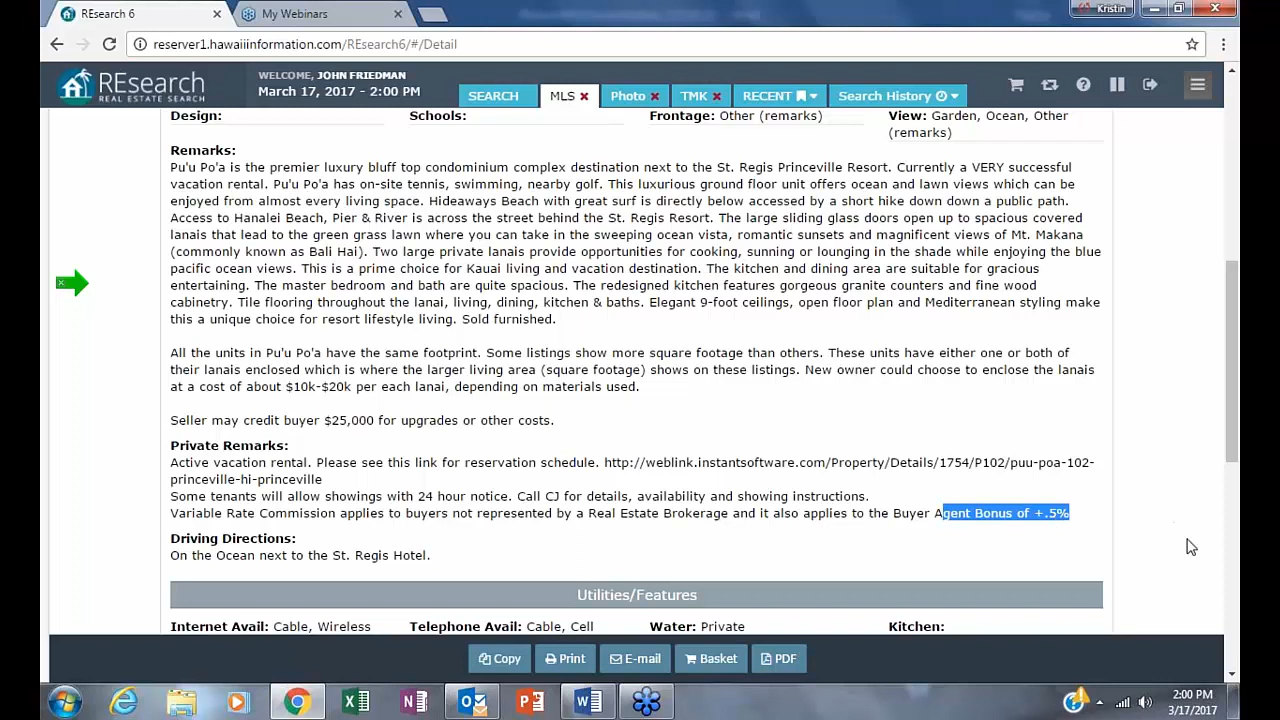 REsearch 6
My Webinars
Kristin
reserver1.hawaiiinformation.com/REsearch6/#/Detail
REsearch
REAL ESTATE SEARCH
WELCOME, JOHN FRIEDMAN
March 17, 2017 - 2:00 PM
SEARCH
MLS
Photo
TMK
RECENT
Search History
Design:
Schools:
Frontage: Other (remarks)
View: Garden, Ocean, Other
(remarks)
Remarks:
Pu'u Po'a is the premier luxury bluff top condominium complex destination next to the St. Regis Princeville Resort. Currently a VERY successful
vacation rental. Pu'u Po'a has on-site tennis, swimming, nearby golf. This luxurious ground floor unit offers ocean and lawn views which can be
enjoyed from almost every living space. Hideaways Beach with great surf is directly below accessed by a short hike down down a public path.
Access to Hanalei Beach, Pier & River is across the street behind the St. Regis Resort. The large sliding glass doors open up to spacious covered
lanais that lead to the green grass lawn where you can take in the sweeping ocean vista, romantic sunsets and magnificent views of Mt. Makana
(commonly known as Bali Hai). Two large private lanais provide opportunities for cooking, sunning or lounging in the shade while enjoying the blue
pacific ocean views. This is a prime choice for Kauai living and vacation destination. The kitchen and dining area are suitable for gracious
entertaining. The master bedroom and bath are quite spacious. The redesigned kitchen features gorgeous granite counters and fine wood
cabinetry. Tile flooring throughout the lanai, living, dining, kitchen & baths. Elegant 9-foot ceilings, open floor plan and Mediterranean styling make
this a unique choice for resort lifestyle living. Sold furnished.
All the units in Pu'u Po'a have the same footprint. Some listings show more square footage than others. These units have either one or both of
their lanais enclosed which is where the larger living area (square footage) shows on these listings. New owner could choose to enclose the lanais
at a cost of about $10k-$20k per each lanai, depending on materials used.
Seller may credit buyer $25,000 for upgrades or other costs.
Private Remarks:
Active vacation rental. Please see this link for reservation schedule. http://weblink.instantsoftware.com/Property/Details/1754/P102/puu-poa-102-
princeville-hi-princeville
Some tenants will allow showings with 24 hour notice. Call CJ for details, availability and showing instructions.
Variable Rate Commission applies to buyers not represented by a Real Estate Brokerage and it also applies to the Buyer Agent Bonus of +.5%
Driving Directions:
On the Ocean next to the St. Regis Hotel.
Utilities/Features
Internet Avail: Cable, Wireless
Telephone Avail: Cable, Cell
Water: Private
Kitchen:
Copy
Print
E-mail
Basket
PDF
2:00 PM
3/17/2017